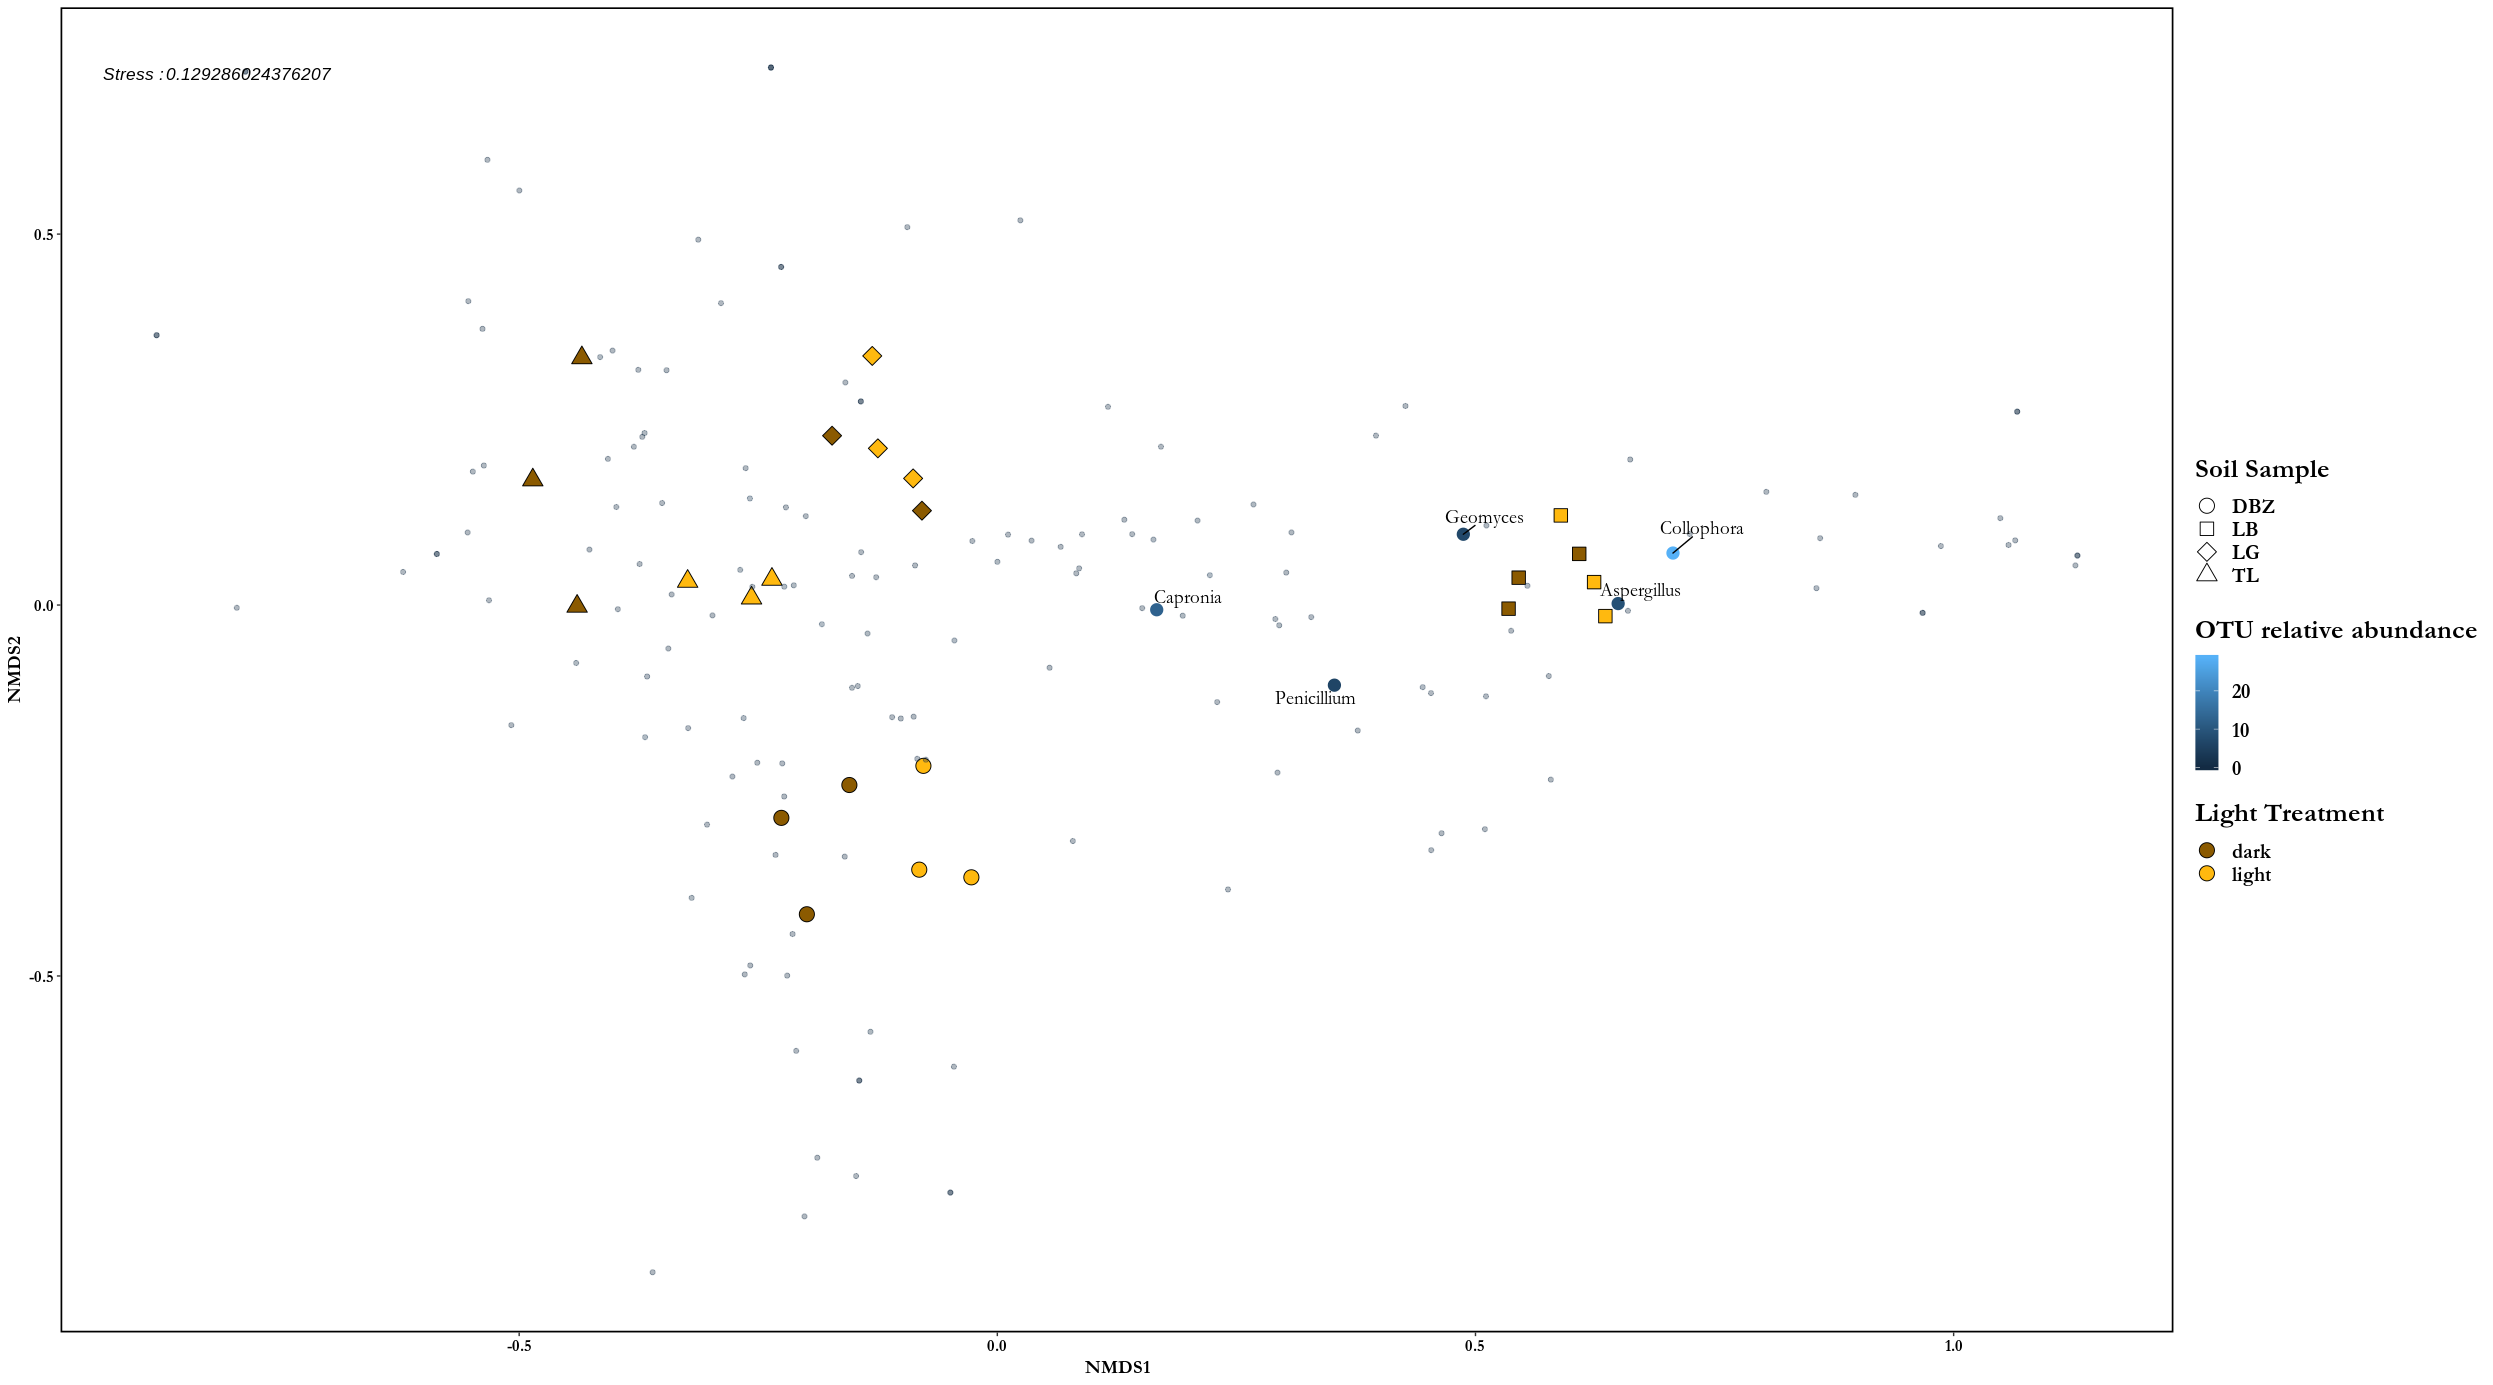 Stress : 0.129286024376207
0.5
0.0
-0.5
NMDS2
Geomyces
Collophora
Capronia
Aspergillus
Penicillium
-0.5 0.0 0.5 1.0
NMDS1
Soil Sample
DBZ
LB
LG
TL
OTU relative abundance
20
10
0
Light Treatment
dark
light